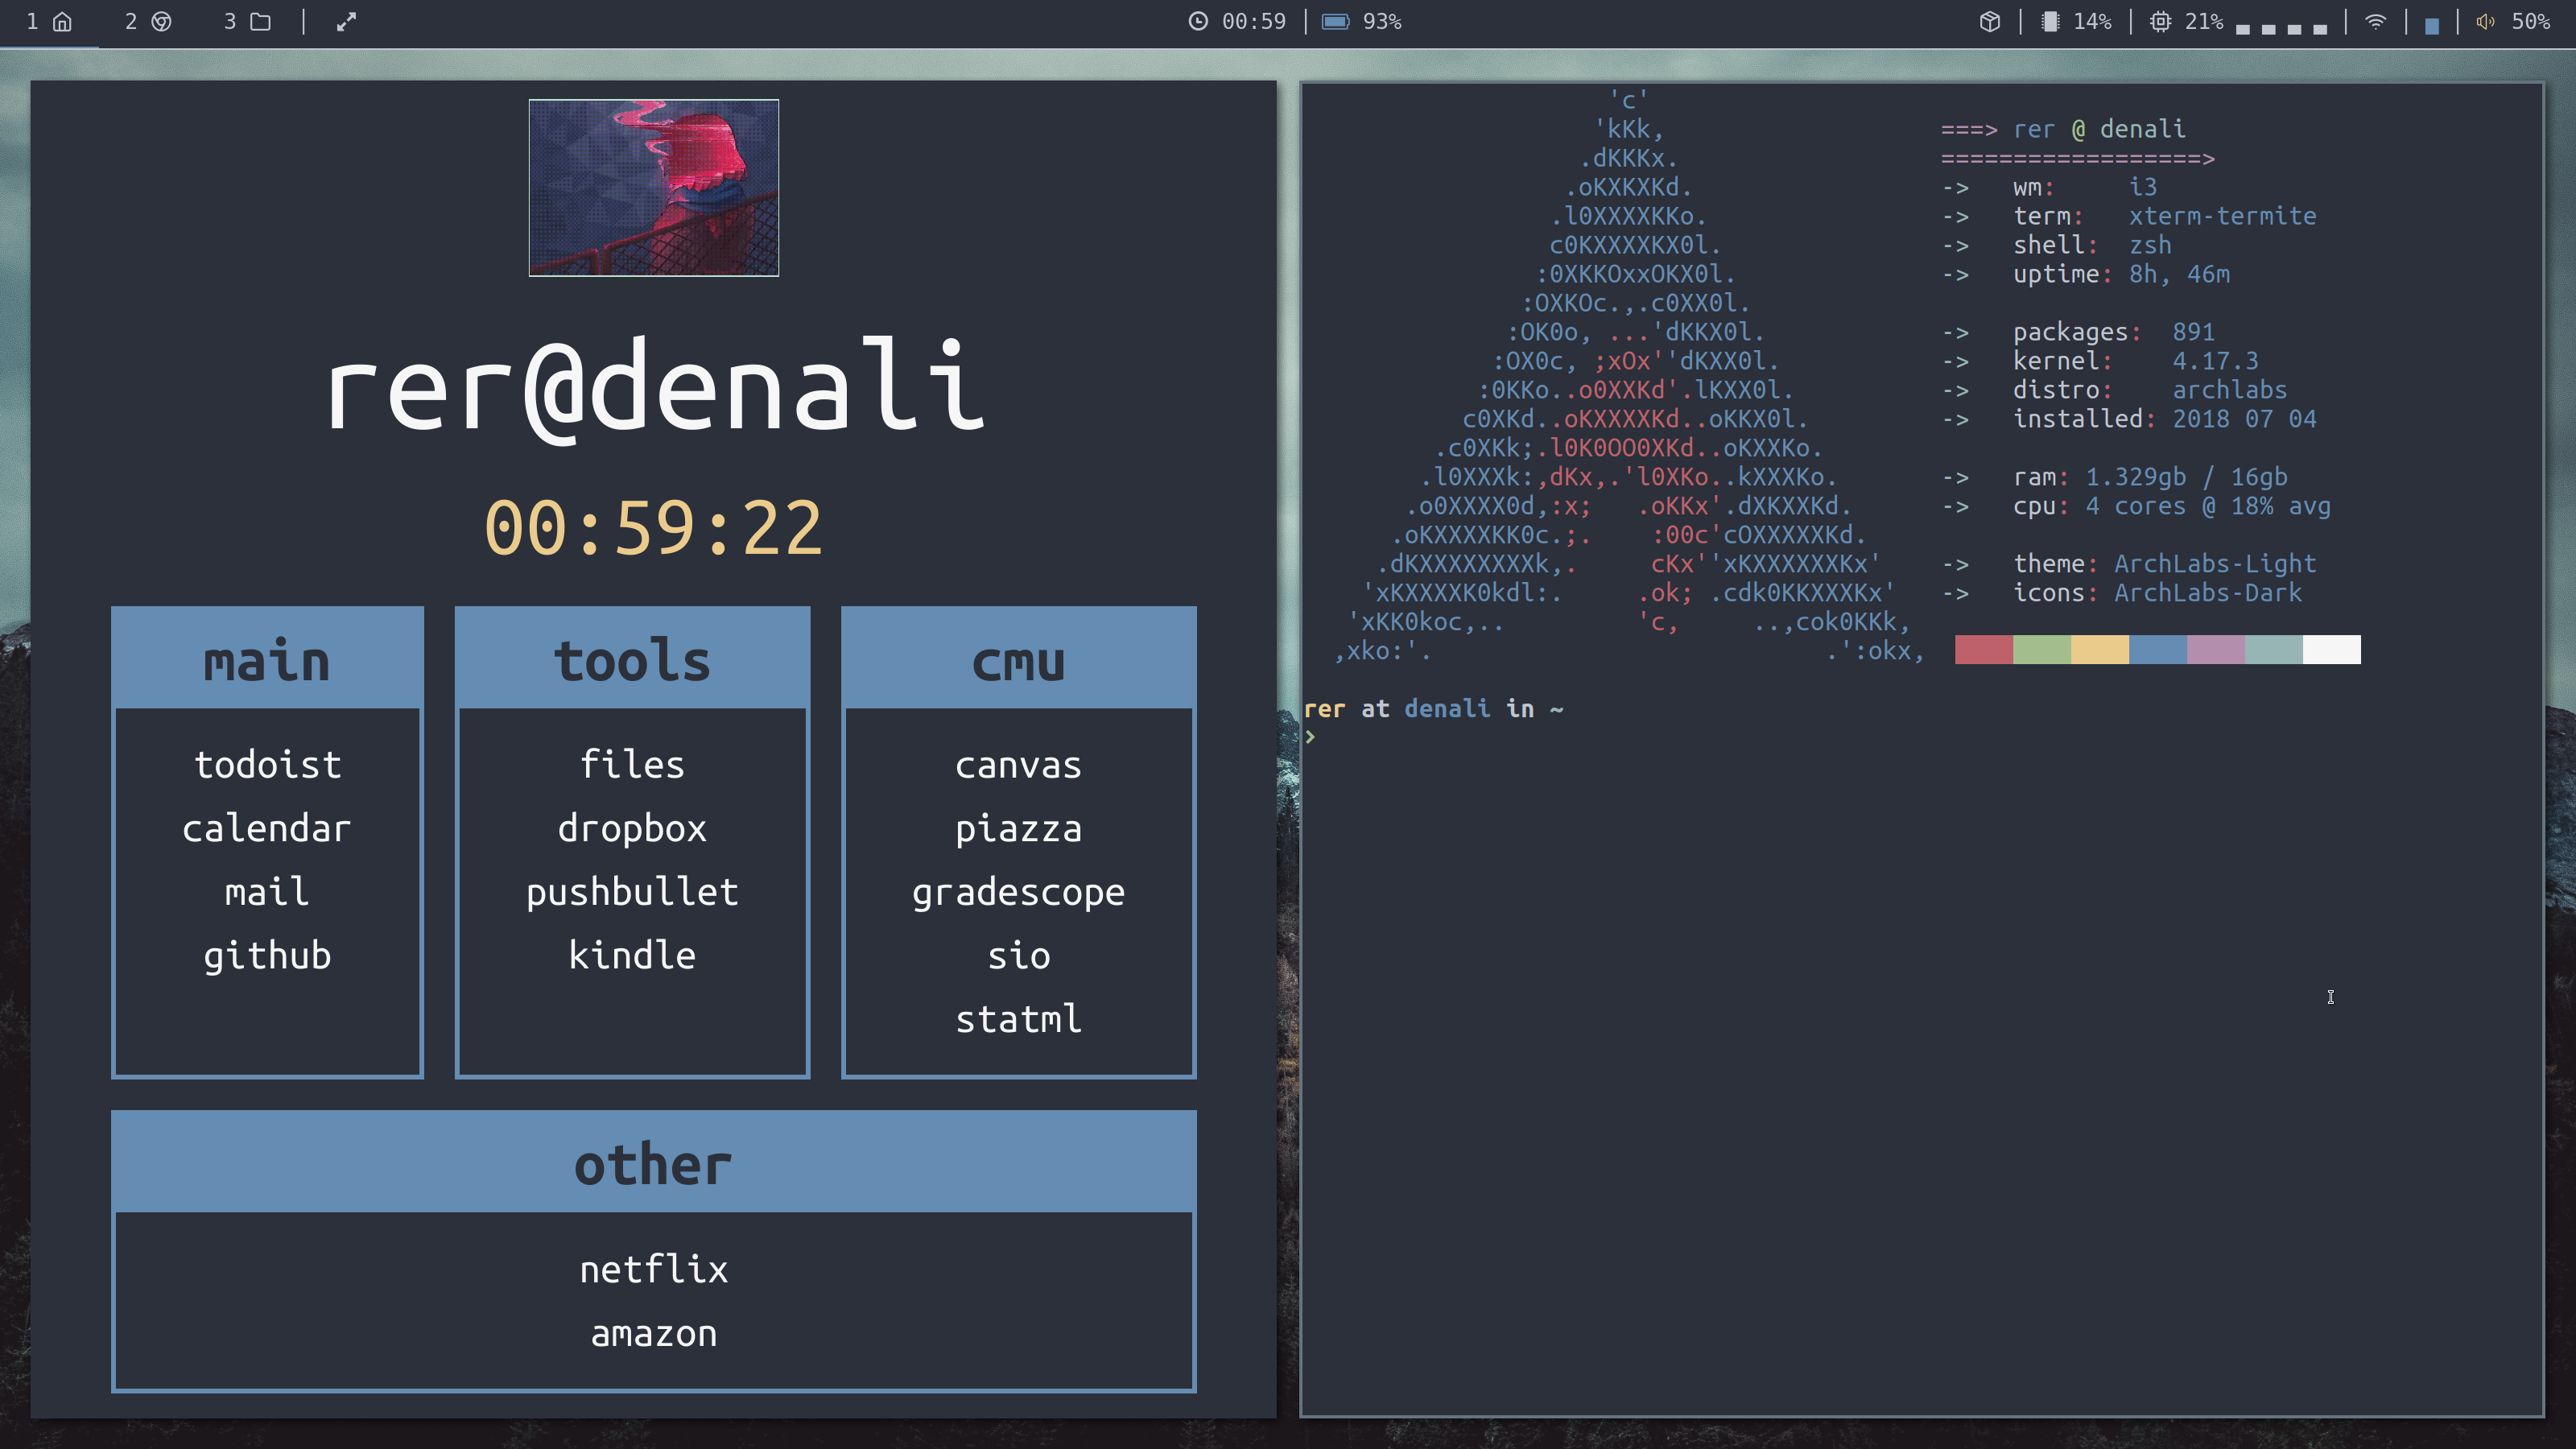 1 2 3 00:59 93% 14% 21% 50%
rer@denali
00:59:22
main
todoist
calendar
mail
github
tools
files
dropbox
pushbullet
kindle
cmu
canvas
piazza
gradescope
sio
statml
other
netflix
amazon
'c'
'kKk,
.dKKKx.
.oKXKXKd.
.l0XXXXKKo.
c0KXXXXKX0l.
:0XKKOxxOKX0l.
:OXKOc.,.c0XX0l.
:OK0o, ...'dKKX0l.
:OX0c, ;xOx''dKXX0l.
:0KKo..o0XXKd'.lKXX0l.
c0XKd..oKXXXXKd..oKKX0l.
.c0XKk;.l0K0OO0XKd..oKXXKo.
.l0XXXk:,dKx,.'l0XKo..kXXXKo.
.o0XXXX0d,:x;   .oKKx'.dXKXXKd.
.oKXXXXKK0c.;.    :00c'cOXXXXXKd.
.dKXXXXXXXXk,.     cKx''xKXXXXXXKx'
'xKXXXXK0kdl:.     .ok; .cdk0KKXXXKx'
'xKK0koc,..         'c,     ..,cok0KKk,
,xko:'.                           .':okx,
===> rer @ denali
==================>
->   wm:     i3
->   term:   xterm-termite
->   shell:  zsh
->   uptime: 8h, 46m
->   packages:  891
->   kernel:    4.17.3
->   distro:    archlabs
->   installed: 2018 07 04
->   ram: 1.329gb / 16gb
->   cpu: 4 cores @ 18% avg
->   theme: ArchLabs-Light
->   icons: ArchLabs-Dark
rer at denali in ~
›